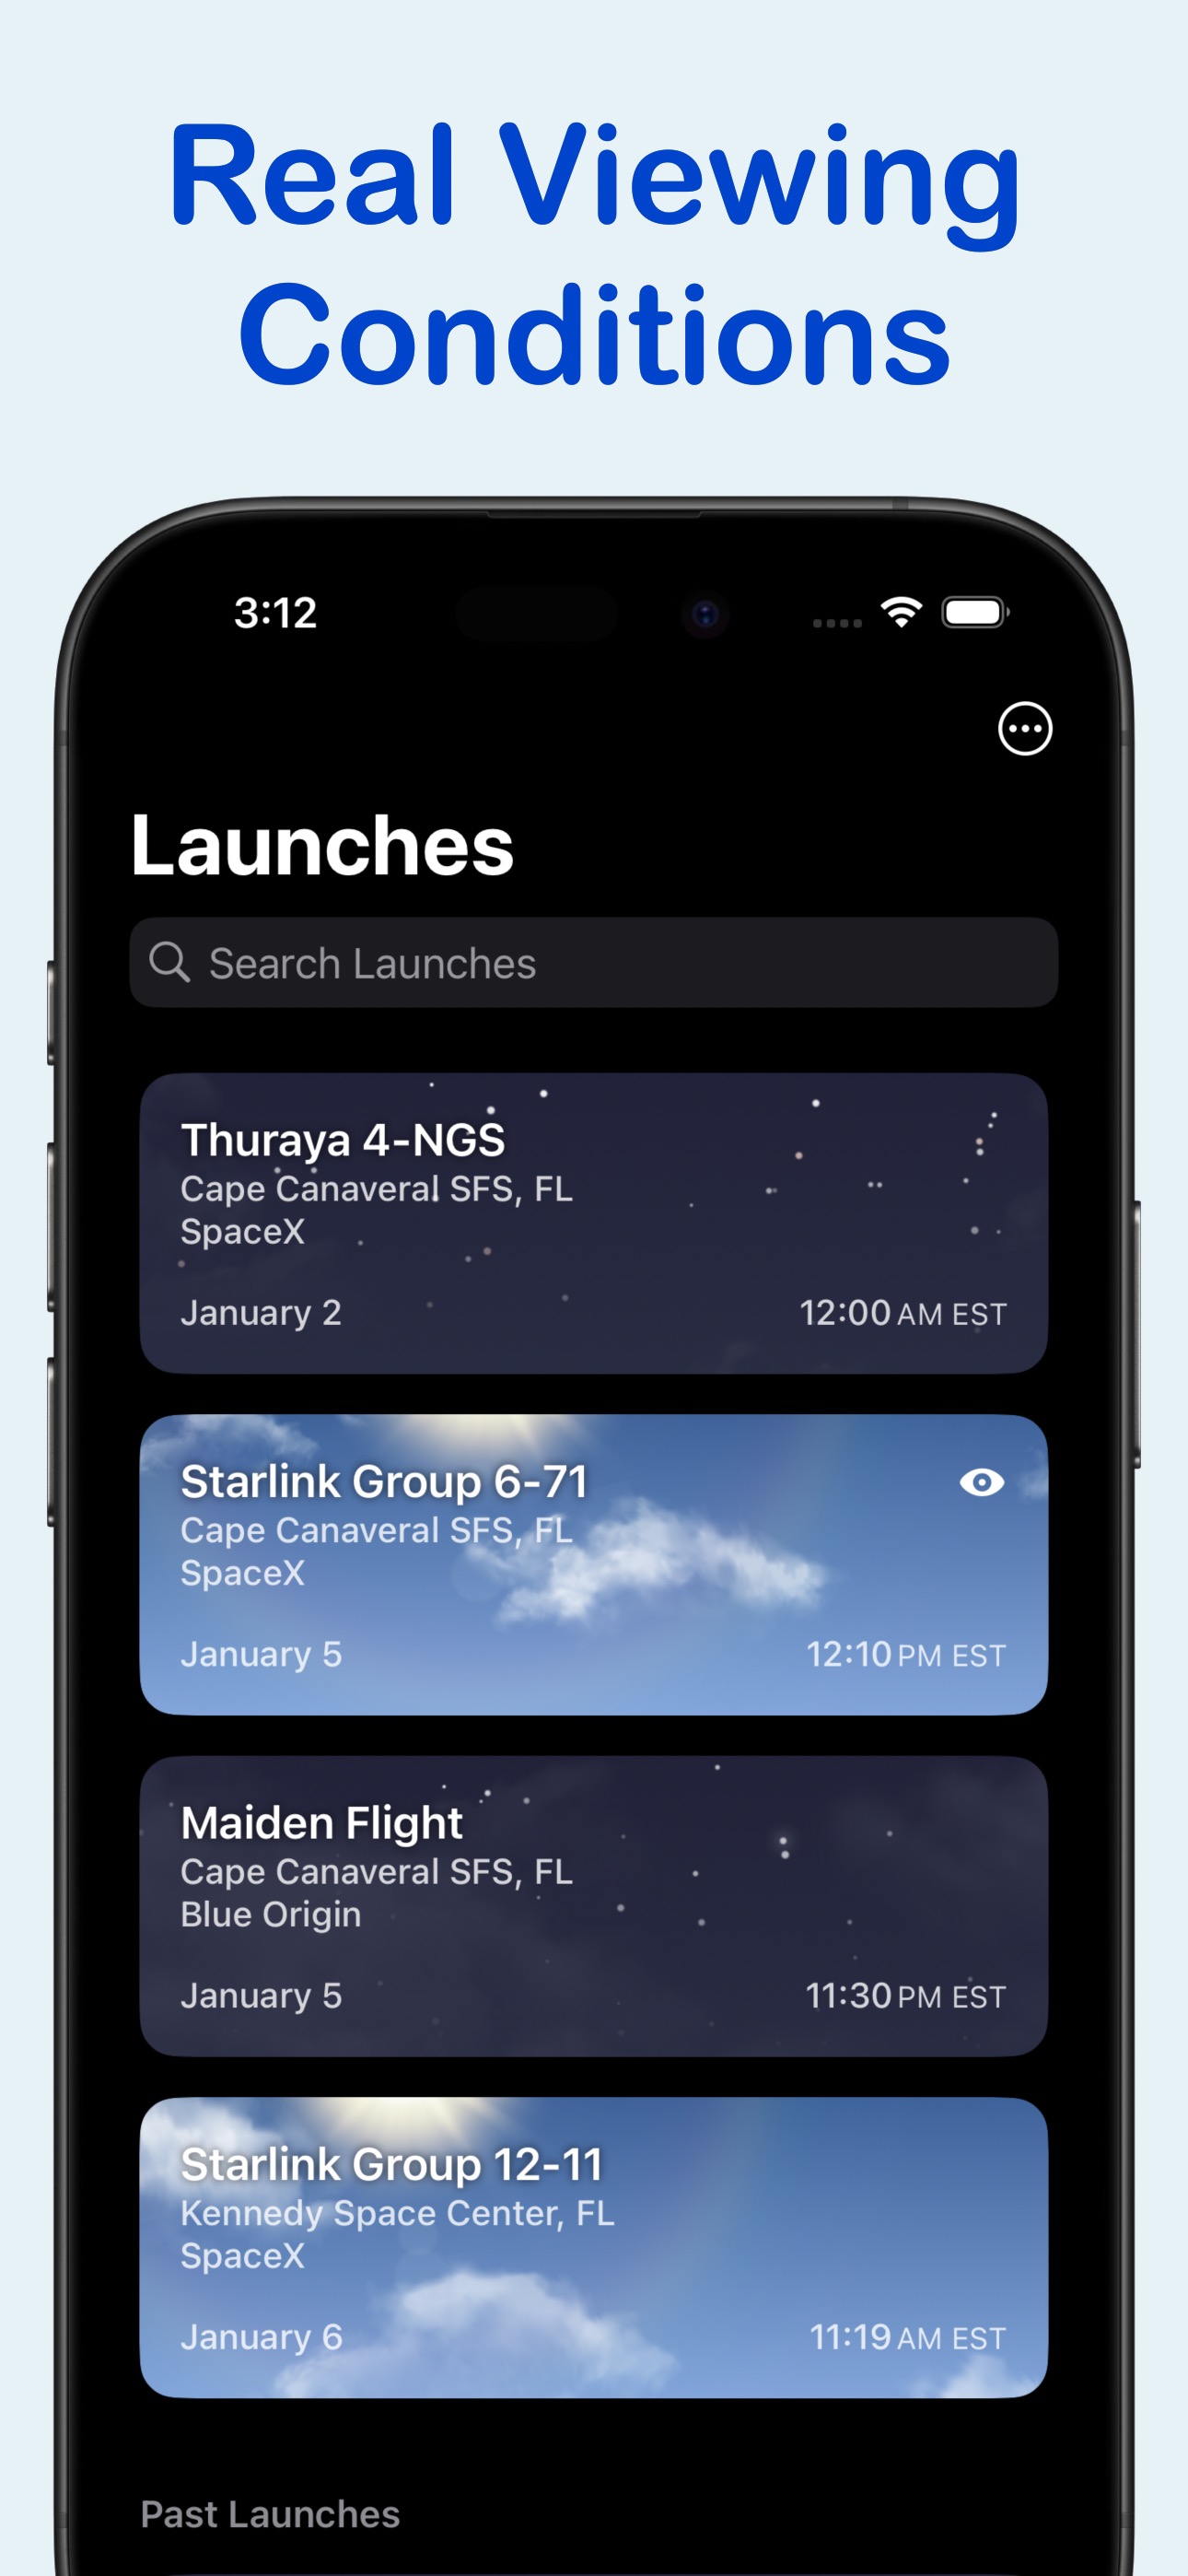 Real Viewing
Conditions
3:12
Launches
Search Launches
Thuraya 4-NGS
Cape Canaveral SFS, FL
SpaceX
January 2
12:00 AM EST
Starlink Group 6-71
Cape Canaveral SFS, FL
SpaceX
January 5
12:10 PM EST
Maiden Flight
Cape Canaveral SFS, FL
Blue Origin
January 5
11:30 PM EST
Starlink Group 12-11
Kennedy Space Center, FL
SpaceX
January 6
11:19 AM EST
Past Launches